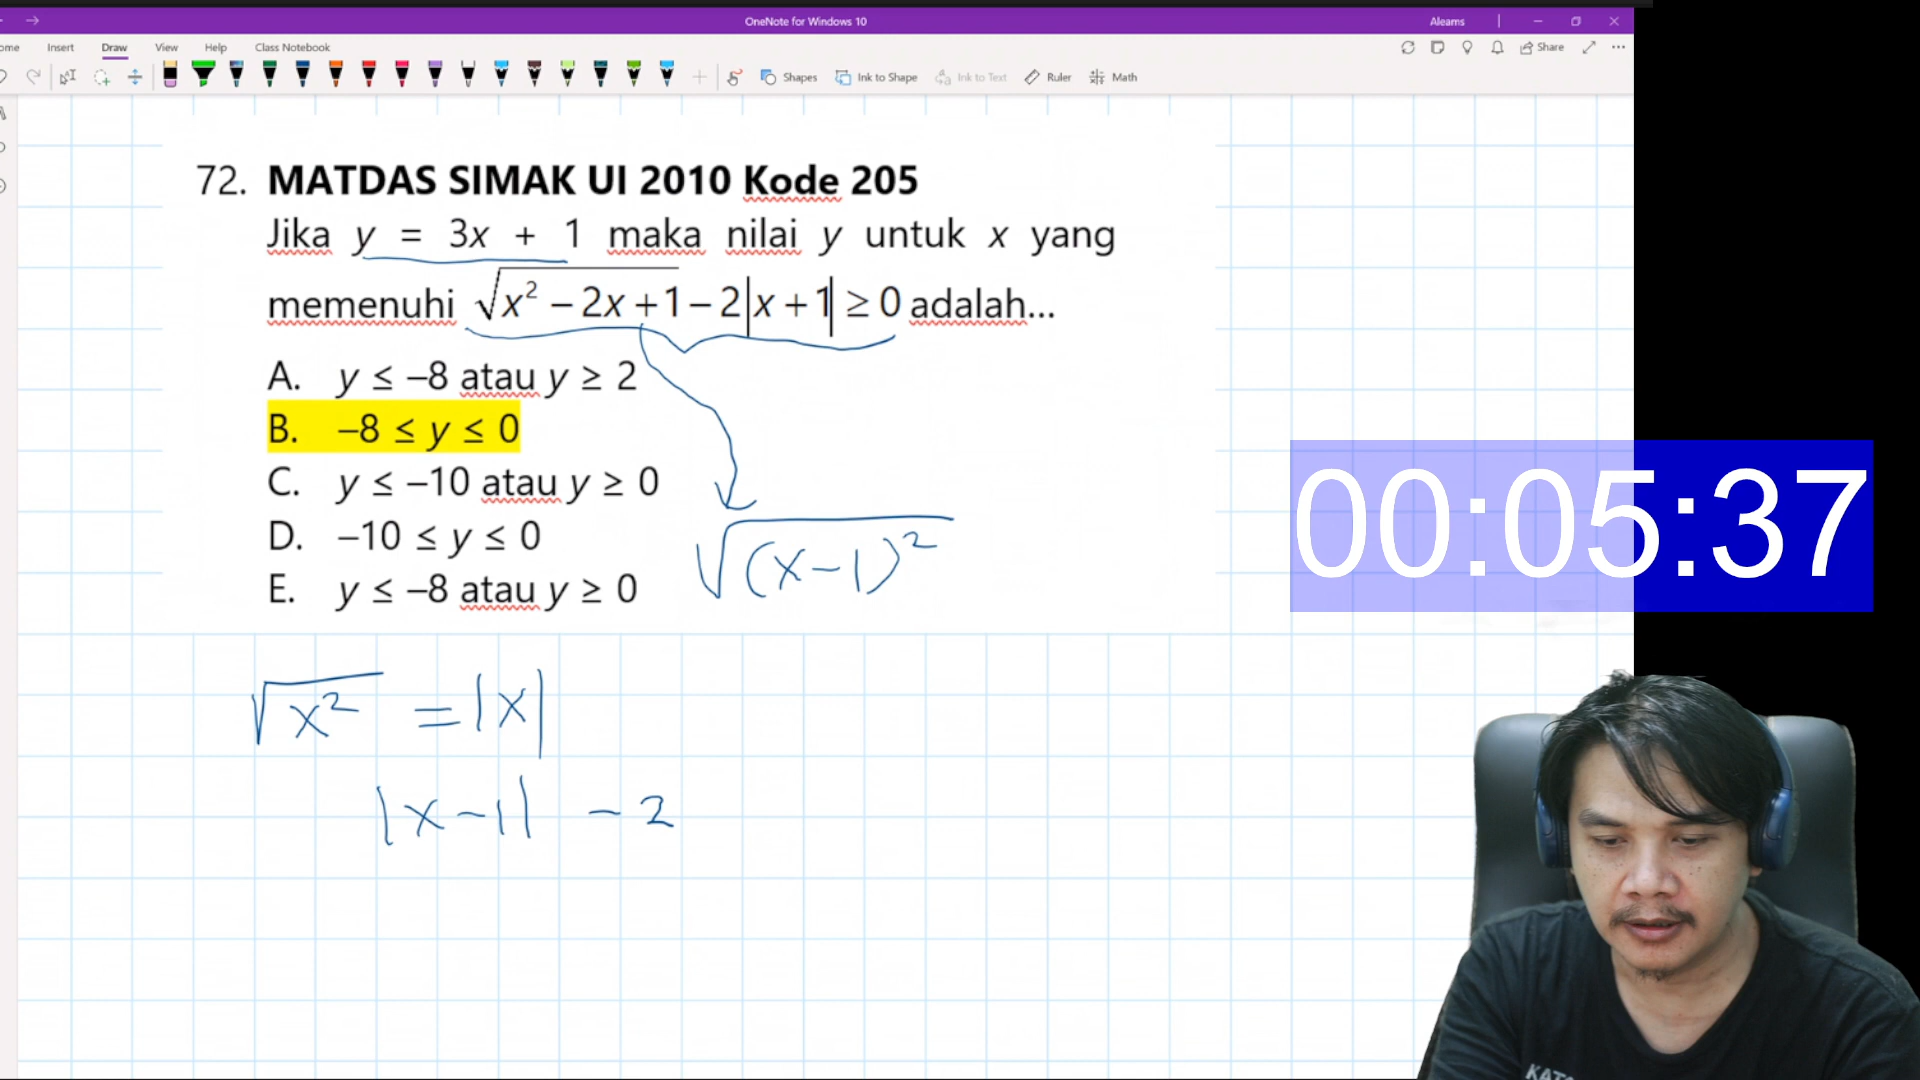 OneNote for Windows 10
Aleams
ome Insert Draw View Help Class Notebook
Share
Shapes Ink to Shape Ink to Text Ruler Math
72. MATDAS SIMAK UI 2010 Kode 205
Jika y = 3x + 1 maka nilai y untuk x yang
memenuhi √(x² – 2x + 1) – 2|x + 1| ≥ 0 adalah...
A. y ≤ –8 atau y ≥ 2
B. –8 ≤ y ≤ 0
C. y ≤ –10 atau y ≥ 0
D. –10 ≤ y ≤ 0
E. y ≤ –8 atau y ≥ 0
√(x–1)²
√x² = |x|
|x–1| – 2
00:05:37